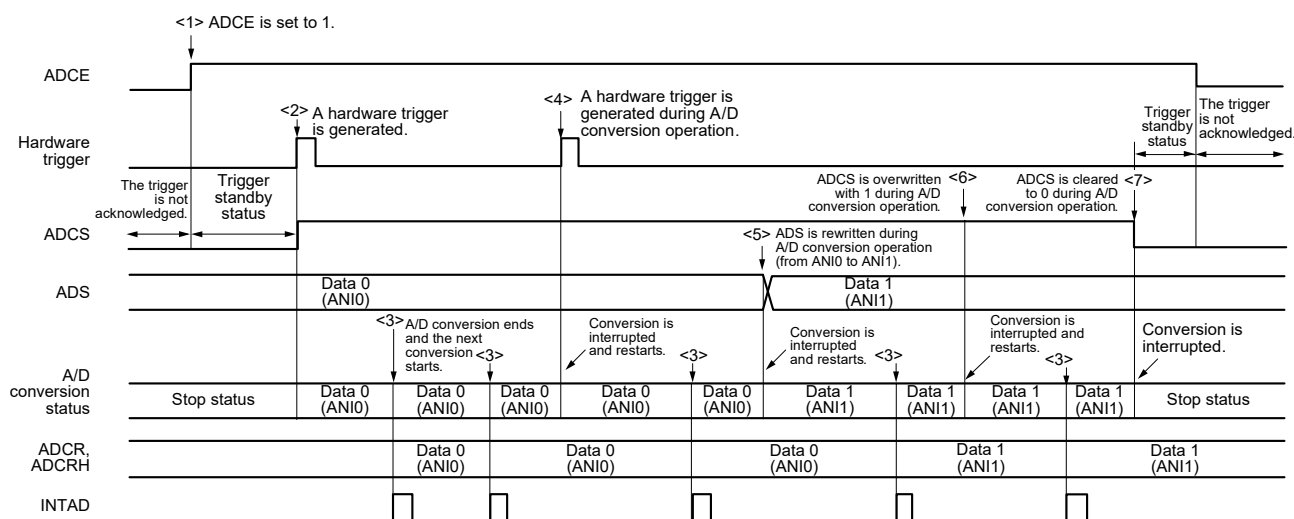 <1> ADCE is set to 1.
ADCE
<2> A hardware trigger
is generated.
<4> A hardware trigger is
generated during A/D
conversion operation.
Trigger
standby
status
The trigger
is not
acknowledged.
Hardware
trigger
The trigger
is not
acknowledged.
Trigger
standby
status
ADCS is overwritten <6>
with 1 during A/D
conversion operation.
ADCS is cleared <7>
to 0 during A/D
conversion operation.
ADCS
<5> ADS is rewritten during
A/D conversion operation
(from ANI0 to ANI1).
ADS
Data 0
(ANI0)
Data 1
(ANI1)
<3> A/D conversion ends
and the next
conversion
starts.
<3>
Conversion is
interrupted
and restarts.
<3>
Conversion is
interrupted
and restarts.
<3>
Conversion is
interrupted and
restarts.
<3>
Conversion is
interrupted.
A/D
conversion
status
Stop status
Data 0
(ANI0)
Data 0
(ANI0)
Data 0
(ANI0)
Data 0
(ANI0)
Data 0
(ANI0)
Data 1
(ANI1)
Data 1
(ANI1)
Data 1
(ANI1)
Data 1
(ANI1)
Stop status
ADCR,
ADCRH
Data 0
(ANI0)
Data 0
(ANI0)
Data 0
(ANI0)
Data 1
(ANI1)
Data 1
(ANI1)
INTAD